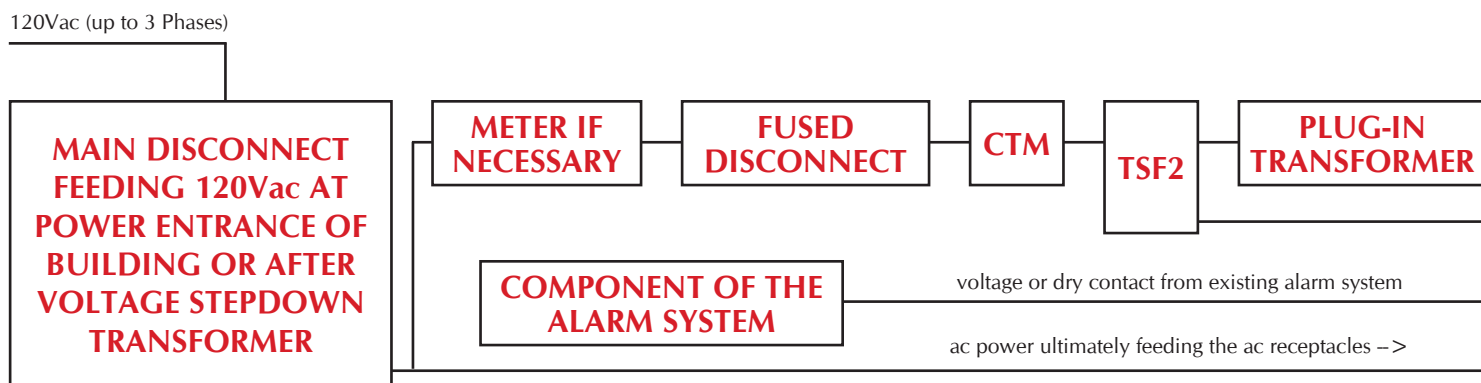 120Vac (up to 3 Phases)
MAIN DISCONNECT
FEEDING 120Vac AT
POWER ENTRANCE OF
BUILDING OR AFTER
VOLTAGE STEPDOWN
TRANSFORMER
METER IF
NECESSARY
FUSED
DISCONNECT
CTM
TSF2
PLUG-IN
TRANSFORMER
COMPONENT OF THE
ALARM SYSTEM
voltage or dry contact from existing alarm system
ac power ultimately feeding the ac receptacles -->